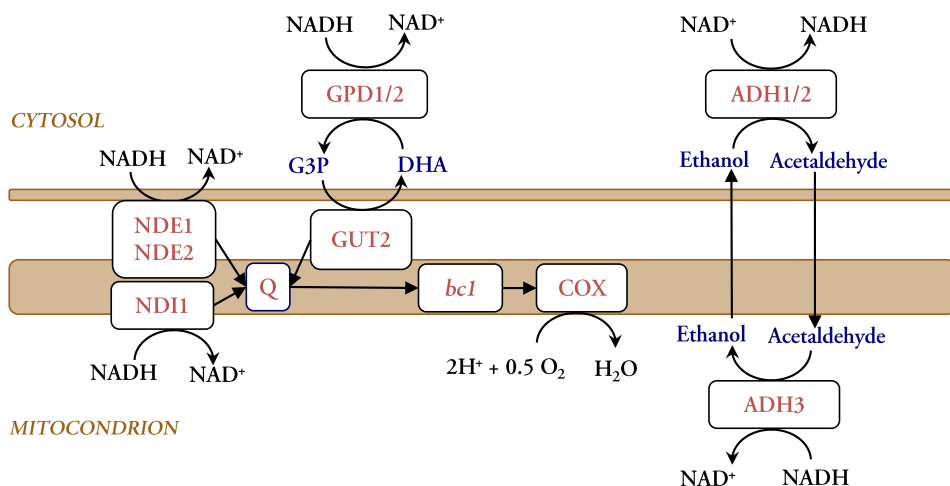 NADH NAD⁺
GPD1/2
NAD⁺ NADH
ADH1/2
CYTOSOL
NADH NAD⁺
G3P DHA
Ethanol Acetaldehyde
NDE1
NDE2
GUT2
Q
bc1
COX
NDI1
NADH NAD⁺
2H⁺ + 0.5 O₂ H₂O
Ethanol Acetaldehyde
ADH3
MITOCONDRION
NAD⁺ NADH